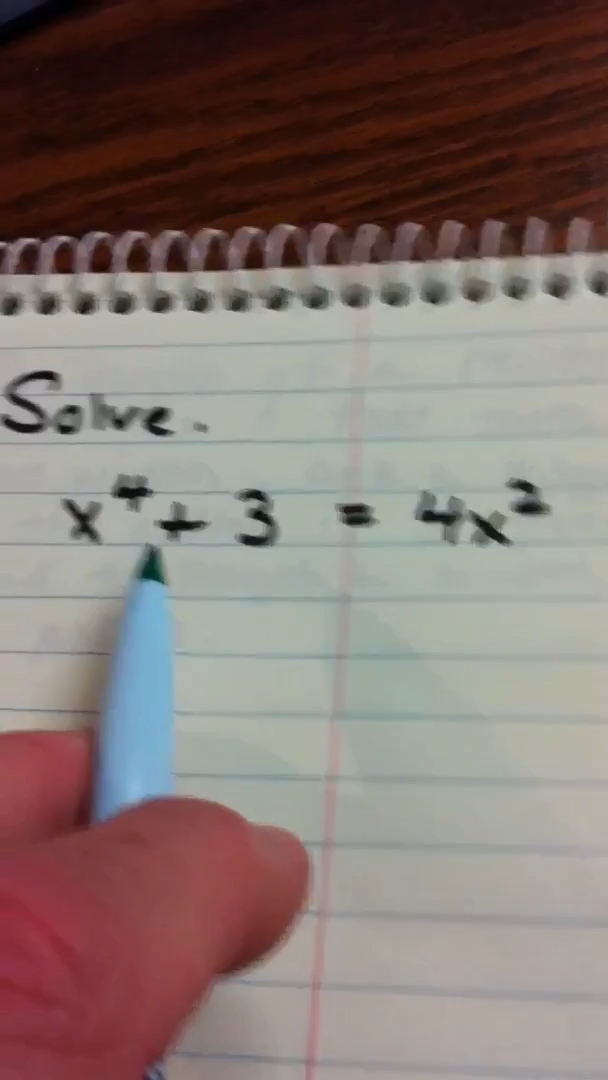 Solve.
x⁴ + 3 = 4x²